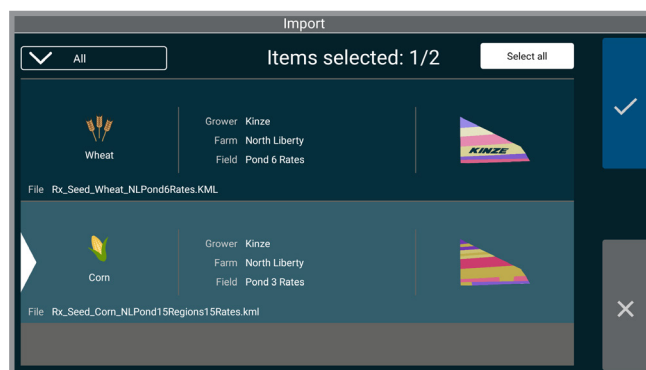 Import
All
Items selected: 1/2
Select all
Wheat
Grower Kinze
Farm North Liberty
Field Pond 6 Rates
KINZE
File Rx_Seed_Wheat_NLPond6Rates.KML
Corn
Grower Kinze
Farm North Liberty
Field Pond 3 Rates
File Rx_Seed_Corn_NLPond15Regions15Rates.kml